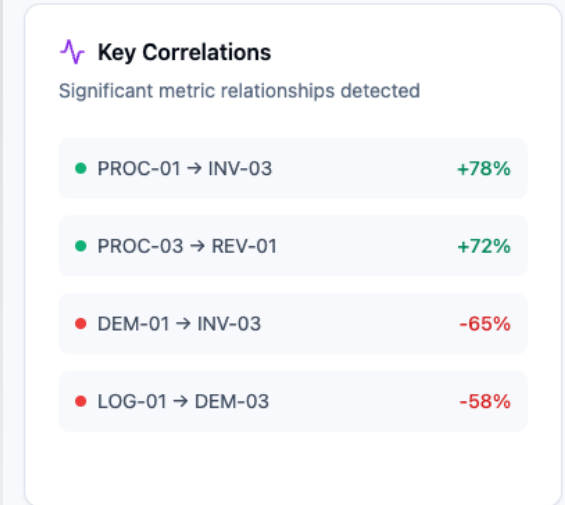 Key Correlations
Significant metric relationships detected
PROC-01 → INV-03 +78%
PROC-03 → REV-01 +72%
DEM-01 → INV-03 -65%
LOG-01 → DEM-03 -58%